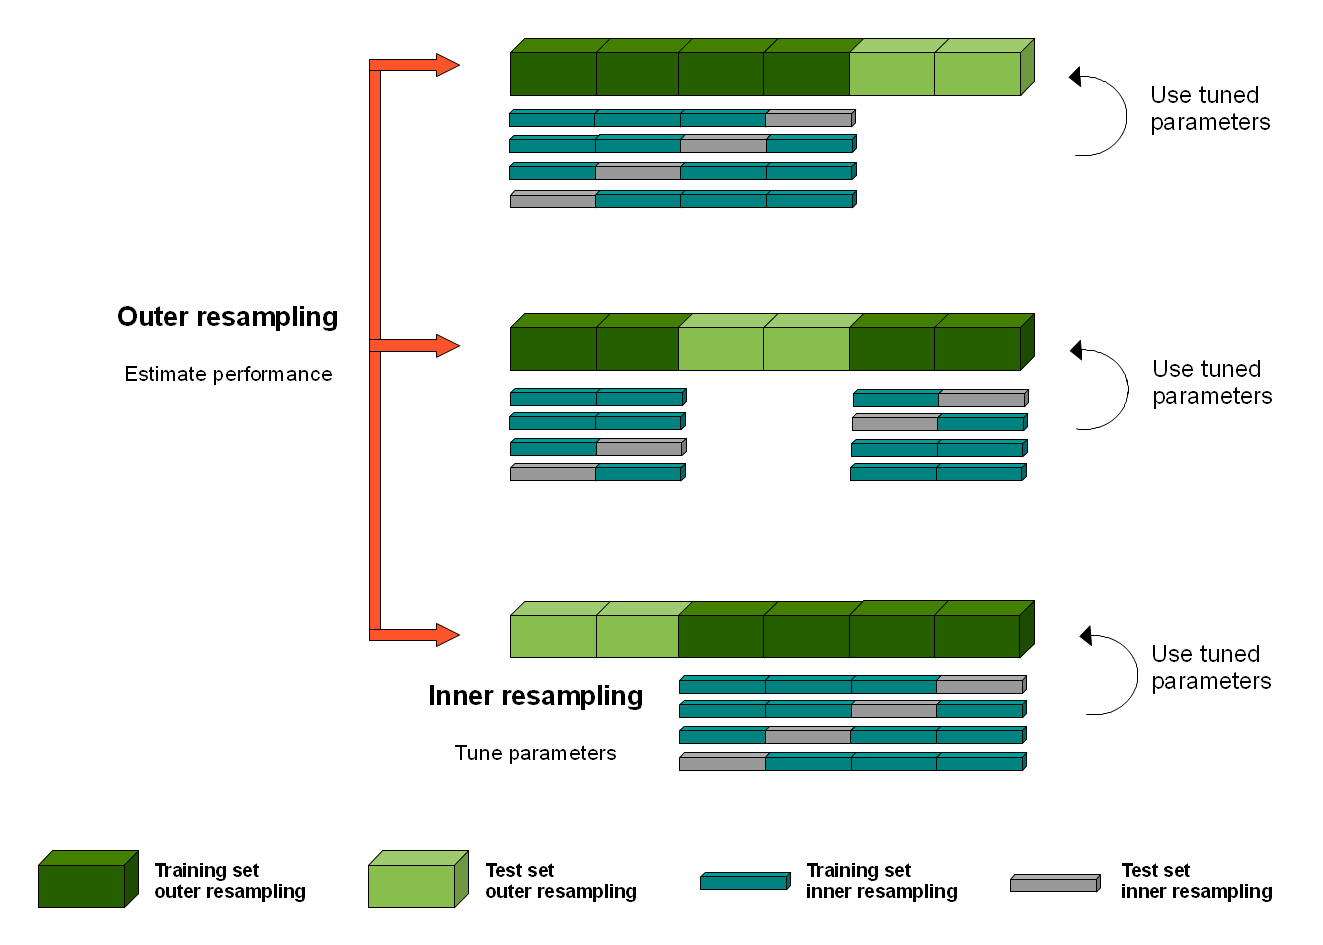 Use tuned
parameters
Outer resampling
Estimate performance
Use tuned
parameters
Use tuned
parameters
Inner resampling
Tune parameters
Training set
outer resampling
Test set
outer resampling
Training set
inner resampling
Test set
inner resampling